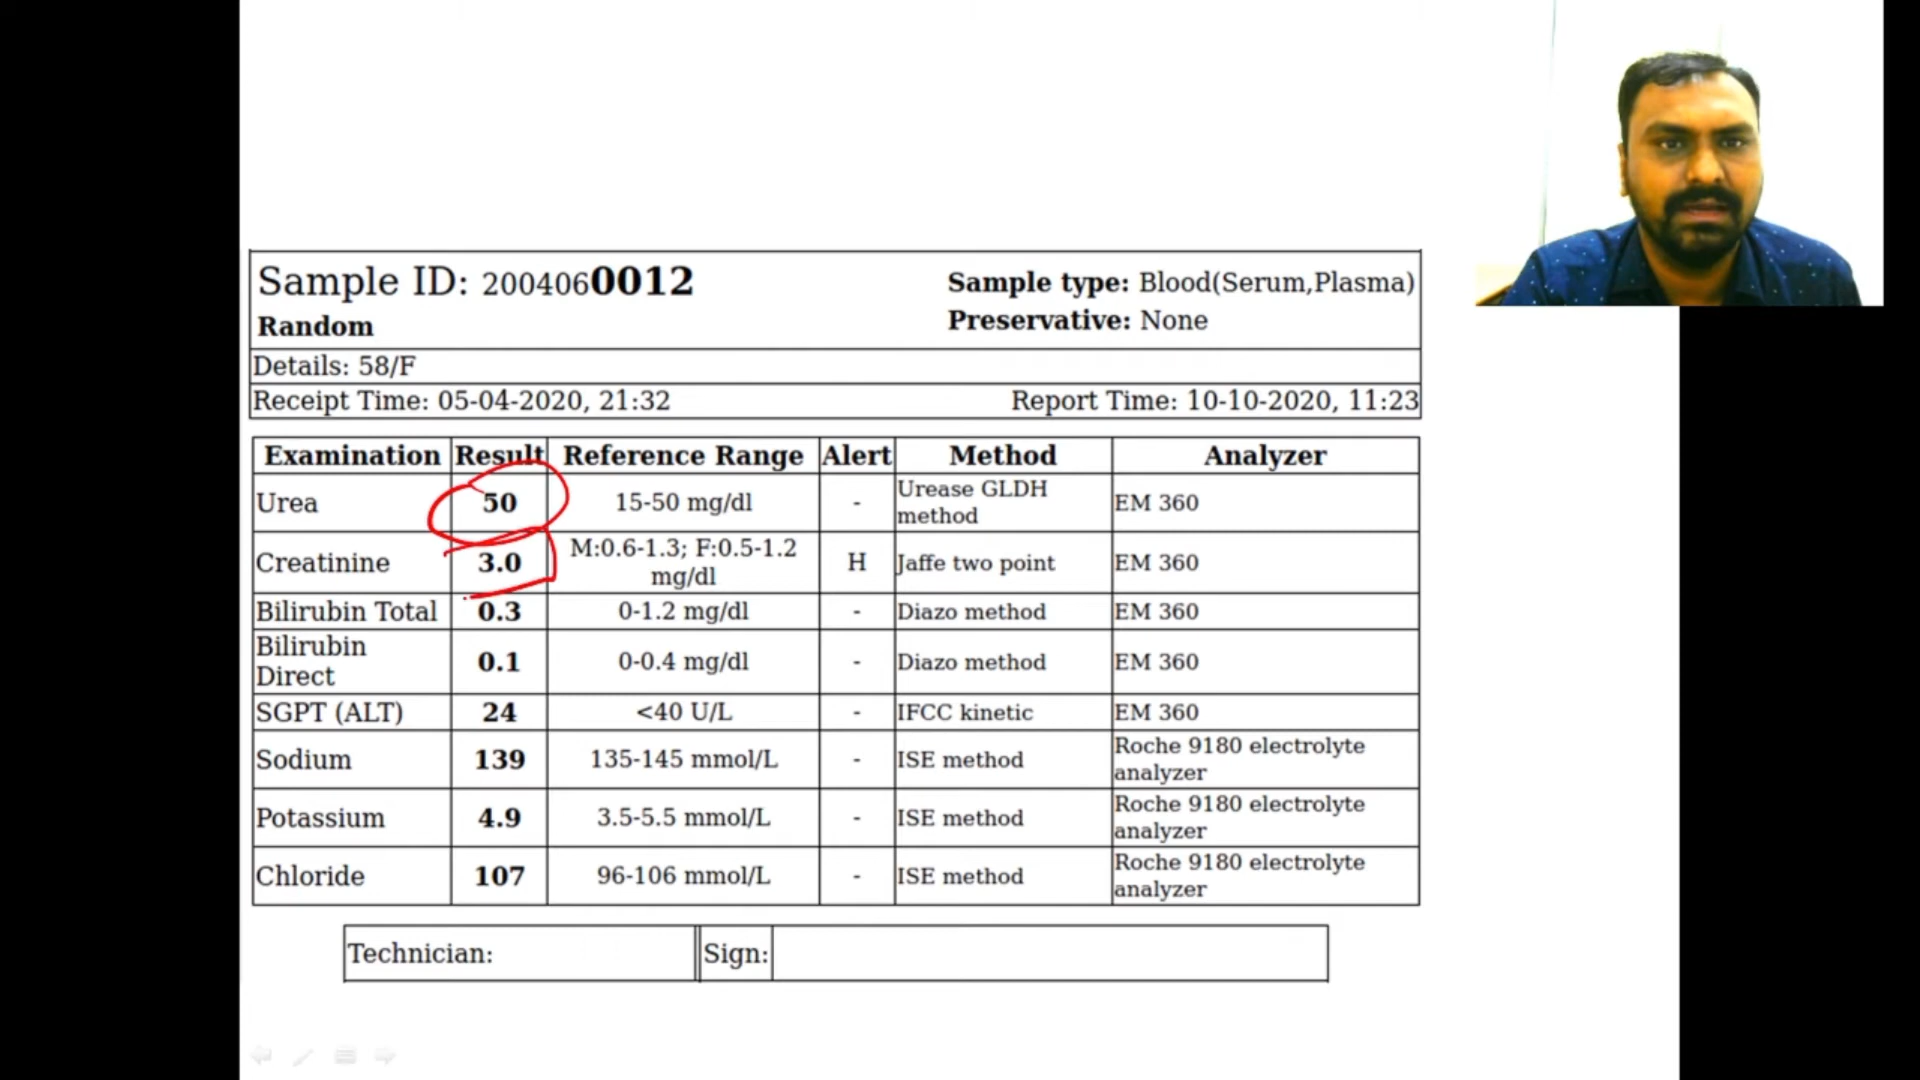 Sample ID: 2004060012
Sample type: Blood(Serum,Plasma)
Random
Preservative: None
Details: 58/F
Receipt Time: 05-04-2020, 21:32
Report Time: 10-10-2020, 11:23
Examination Result Reference Range Alert Method Analyzer
Urea 50 15-50 mg/dl - Urease GLDH
method EM 360
Creatinine 3.0 M:0.6-1.3; F:0.5-1.2
mg/dl H Jaffe two point EM 360
Bilirubin Total 0.3 0-1.2 mg/dl - Diazo method EM 360
Bilirubin
Direct 0.1 0-0.4 mg/dl - Diazo method EM 360
SGPT (ALT) 24 <40 U/L - IFCC kinetic EM 360
Sodium 139 135-145 mmol/L - ISE method Roche 9180 electrolyte
analyzer
Potassium 4.9 3.5-5.5 mmol/L - ISE method Roche 9180 electrolyte
analyzer
Chloride 107 96-106 mmol/L - ISE method Roche 9180 electrolyte
analyzer
Technician: Sign: